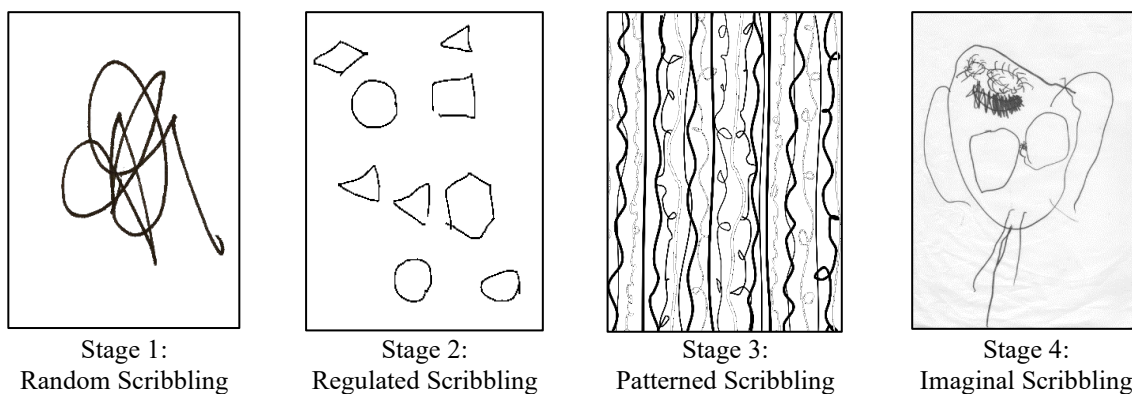 Stage 1:
Random Scribbling
Stage 2:
Regulated Scribbling
Stage 3:
Patterned Scribbling
Stage 4:
Imaginal Scribbling